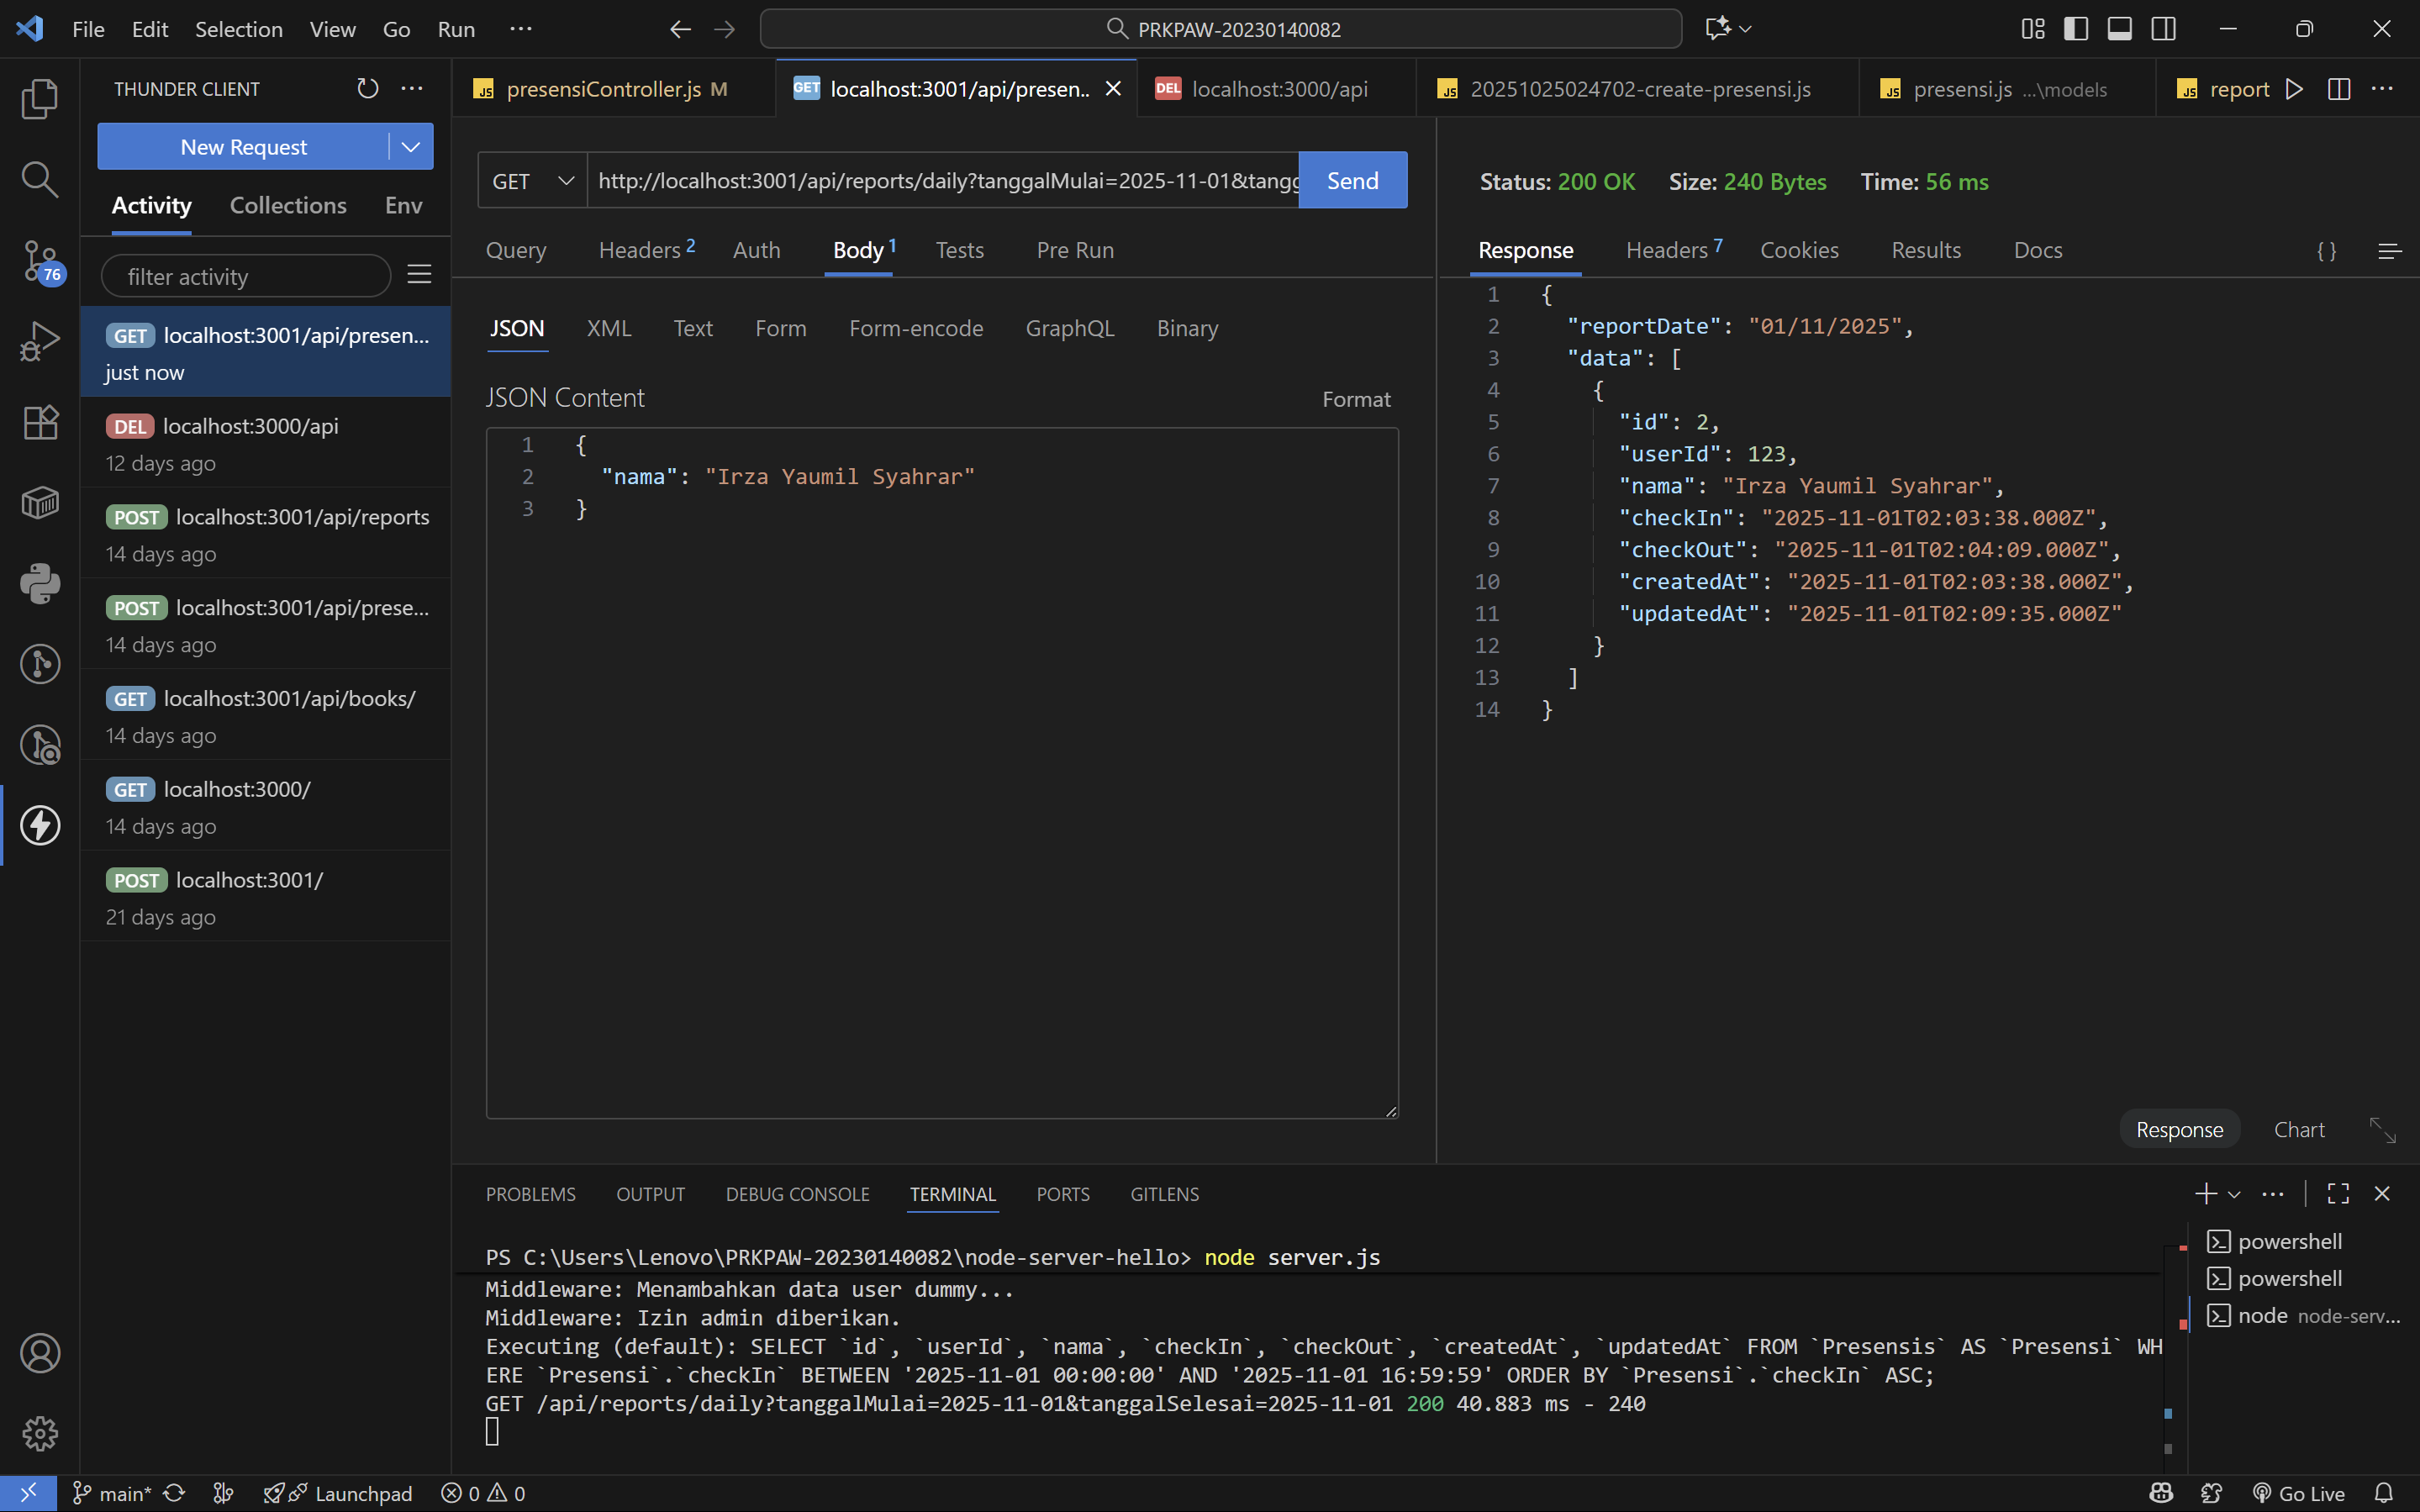 File Edit Selection View Go Run ···
PRKPAW-20230140082
THUNDER CLIENT
New Request
Activity Collections Env
filter activity
GET localhost:3001/api/presen...
just now
DEL localhost:3000/api
12 days ago
POST localhost:3001/api/reports
14 days ago
POST localhost:3001/api/prese...
14 days ago
GET localhost:3001/api/books/
14 days ago
GET localhost:3000/
14 days ago
POST localhost:3001/
21 days ago
76
JS presensiController.js M
GET localhost:3001/api/presen..
DEL localhost:3000/api
JS 20251025024702-create-presensi.js
JS presensi.js ...\models
JS report
GET http://localhost:3001/api/reports/daily?tanggalMulai=2025-11-01&tangg Send
Query Headers 2 Auth Body 1 Tests Pre Run
JSON XML Text Form Form-encode GraphQL Binary
JSON Content Format
1 {
2 "nama": "Irza Yaumil Syahrar"
3 }
Status: 200 OK Size: 240 Bytes Time: 56 ms
Response Headers 7 Cookies Results Docs { }
1 {
2 "reportDate": "01/11/2025",
3 "data": [
4 {
5 "id": 2,
6 "userId": 123,
7 "nama": "Irza Yaumil Syahrar",
8 "checkIn": "2025-11-01T02:03:38.000Z",
9 "checkOut": "2025-11-01T02:04:09.000Z",
10 "createdAt": "2025-11-01T02:03:38.000Z",
11 "updatedAt": "2025-11-01T02:09:35.000Z"
12 }
13 ]
14 }
Response Chart
PROBLEMS OUTPUT DEBUG CONSOLE TERMINAL PORTS GITLENS
PS C:\Users\Lenovo\PRKPAW-20230140082\node-server-hello> node server.js
Middleware: Menambahkan data user dummy...
Middleware: Izin admin diberikan.
Executing (default): SELECT `id`, `userId`, `nama`, `checkIn`, `checkOut`, `createdAt`, `updatedAt` FROM `Presensis` AS `Presensi` WH
ERE `Presensi`.`checkIn` BETWEEN '2025-11-01 00:00:00' AND '2025-11-01 16:59:59' ORDER BY `Presensi`.`checkIn` ASC;
GET /api/reports/daily?tanggalMulai=2025-11-01&tanggalSelesai=2025-11-01 200 40.883 ms - 240
powershell
powershell
node node-serv...
main* Launchpad 0 0 Go Live